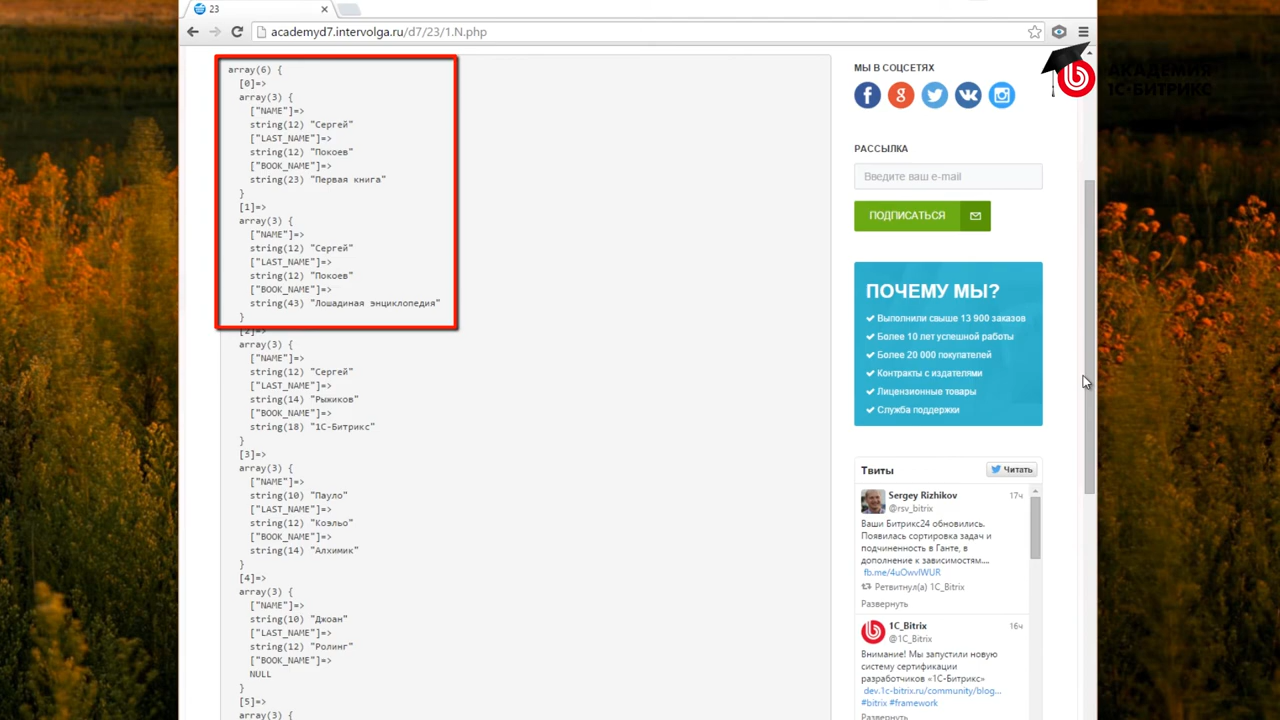 23
academyd7.intervolga.ru/d7/23/1.N.php
АКАДЕМИЯ
1С-БИТРИКС
array(6) {
[0]=>
array(3) {
["NAME"]=>
string(12) "Сергей"
["LAST_NAME"]=>
string(12) "Покоев"
["BOOK_NAME"]=>
string(23) "Первая книга"
}
[1]=>
array(3) {
["NAME"]=>
string(12) "Сергей"
["LAST_NAME"]=>
string(12) "Покоев"
["BOOK_NAME"]=>
string(43) "Лошадиная энциклопедия"
}
[2]=>
array(3) {
["NAME"]=>
string(12) "Сергей"
["LAST_NAME"]=>
string(14) "Рыжиков"
["BOOK_NAME"]=>
string(18) "1С-Битрикс"
}
[3]=>
array(3) {
["NAME"]=>
string(10) "Пауло"
["LAST_NAME"]=>
string(12) "Коэльо"
["BOOK_NAME"]=>
string(14) "Алхимик"
}
[4]=>
array(3) {
["NAME"]=>
string(10) "Джоан"
["LAST_NAME"]=>
string(12) "Ролинг"
["BOOK_NAME"]=>
NULL
}
[5]=>
array(3) {
МЫ В СОЦСЕТЯХ
РАССЫЛКА
Введите ваш e-mail
ПОДПИСАТЬСЯ
ПОЧЕМУ МЫ?
Выполнили свыше 13 900 заказов
Более 10 лет успешной работы
Более 20 000 покупателей
Контракты с издателями
Лицензионные товары
Служба поддержки
Твиты
Читать
Sergey Rizhikov 17ч
@rsv_bitrix
Ваши Битрикс24 обновились.
Появилась сортировка задач и
подчиненность в Ганте, в
дополнение к зависимостям....
fb.me/4uOwvlWUR
Ретвитнул(а) 1C_Bitrix
Развернуть
1C_Bitrix 16ч
@1C_Bitrix
Внимание! Мы запустили новую
систему сертификации
разработчиков «1С-Битрикс»
dev.1c-bitrix.ru/community/blog...
#bitrix #framework
Развернуть